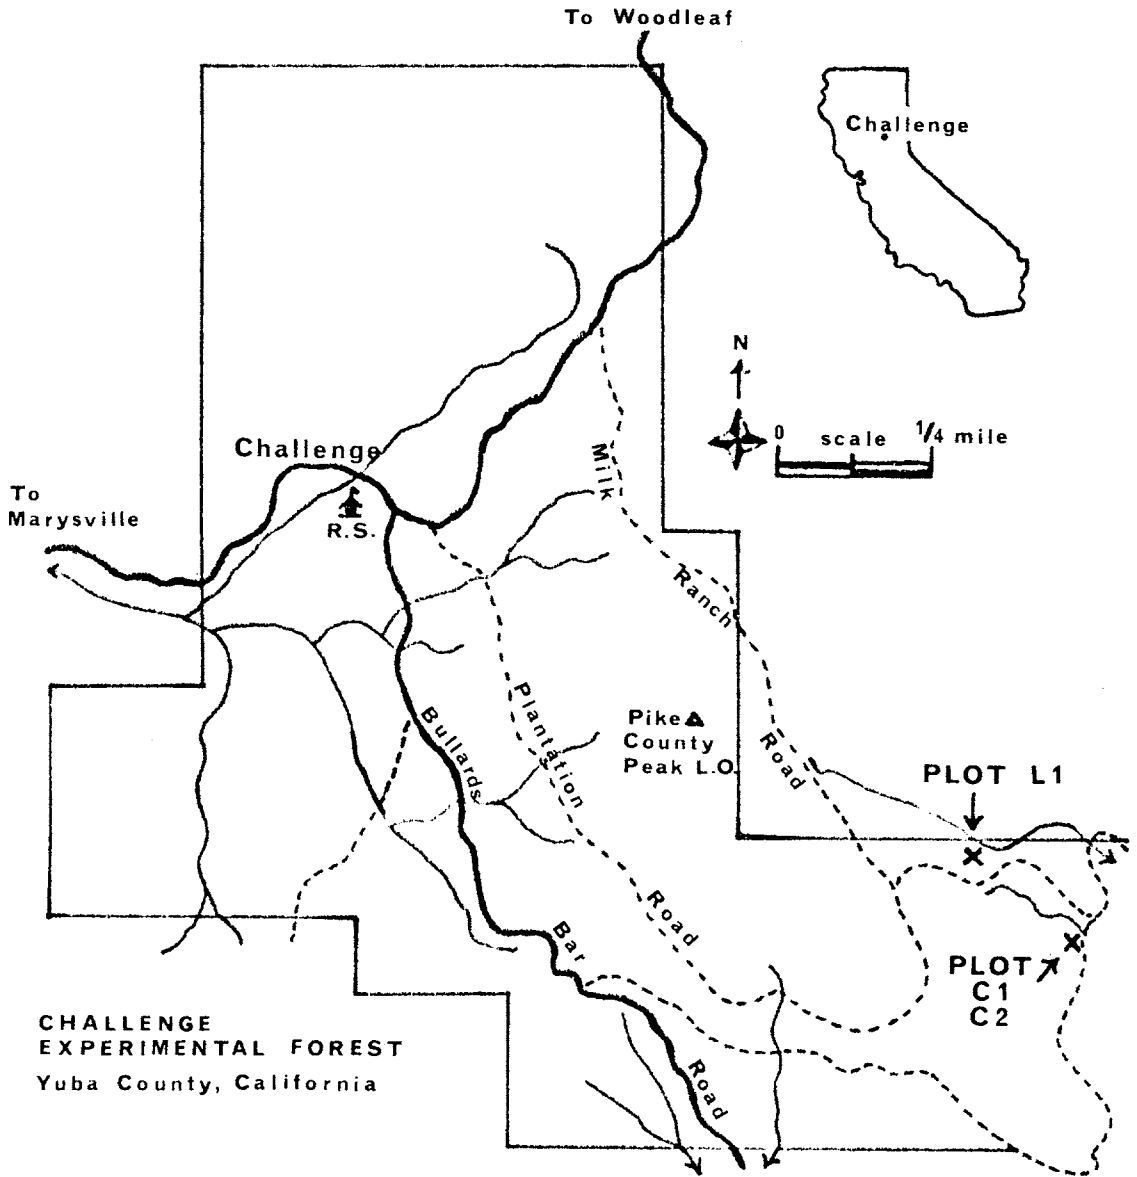 To Woodleaf
Challenge
N
0 scale 1/4 mile
Challenge
To
Marysville
R.S.
Milk
Ranch
Road
Plantation
Road
Bullards
Bar
Road
Pike
County
Peak L.O.
PLOT L1
PLOT
C1
C2
CHALLENGE
EXPERIMENTAL FOREST
Yuba County, California